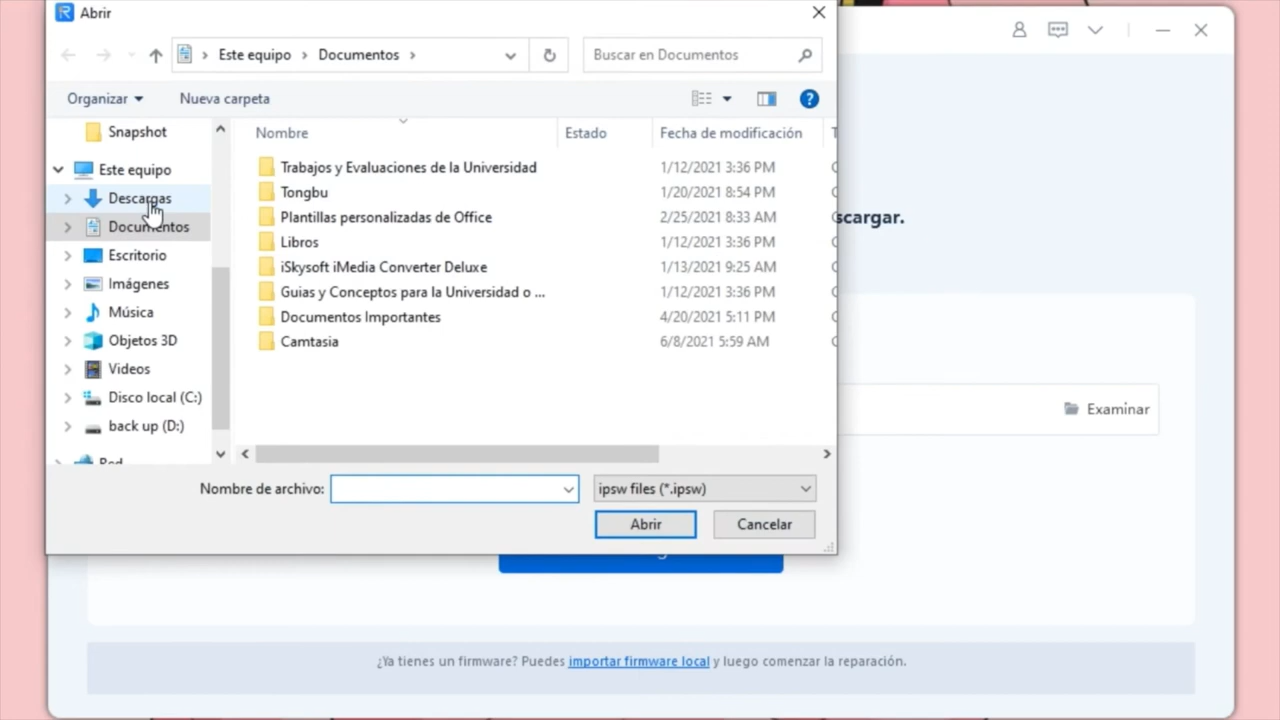 Abrir
Este equipo
Documentos
Buscar en Documentos
Organizar
Nueva carpeta
Snapshot
Este equipo
Descargas
Documentos
Escritorio
Imágenes
Música
Objetos 3D
Videos
Disco local (C:)
back up (D:)
Red
Nombre
Estado
Fecha de modificación
Trabajos y Evaluaciones de la Universidad 1/12/2021 3:36 PM
Tongbu 1/20/2021 8:54 PM
Plantillas personalizadas de Office 2/25/2021 8:33 AM
Libros 1/12/2021 3:36 PM
iSkysoft iMedia Converter Deluxe 1/13/2021 9:25 AM
Guias y Conceptos para la Universidad o ... 1/12/2021 3:36 PM
Documentos Importantes 4/20/2021 5:11 PM
Camtasia 6/8/2021 5:59 AM
Nombre de archivo:
ipsw files (*.ipsw)
Abrir
Cancelar
scargar.
Examinar
¿Ya tienes un firmware? Puedes importar firmware local y luego comenzar la reparación.